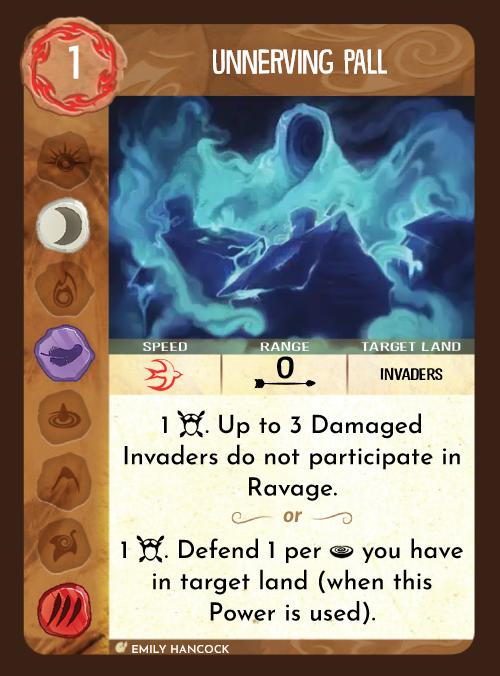 1
UNNERVING PALL
SPEED RANGE TARGET LAND
0 INVADERS
1 . Up to 3 Damaged
Invaders do not participate in
Ravage.
or
1 . Defend 1 per you have
in target land (when this
Power is used).
EMILY HANCOCK